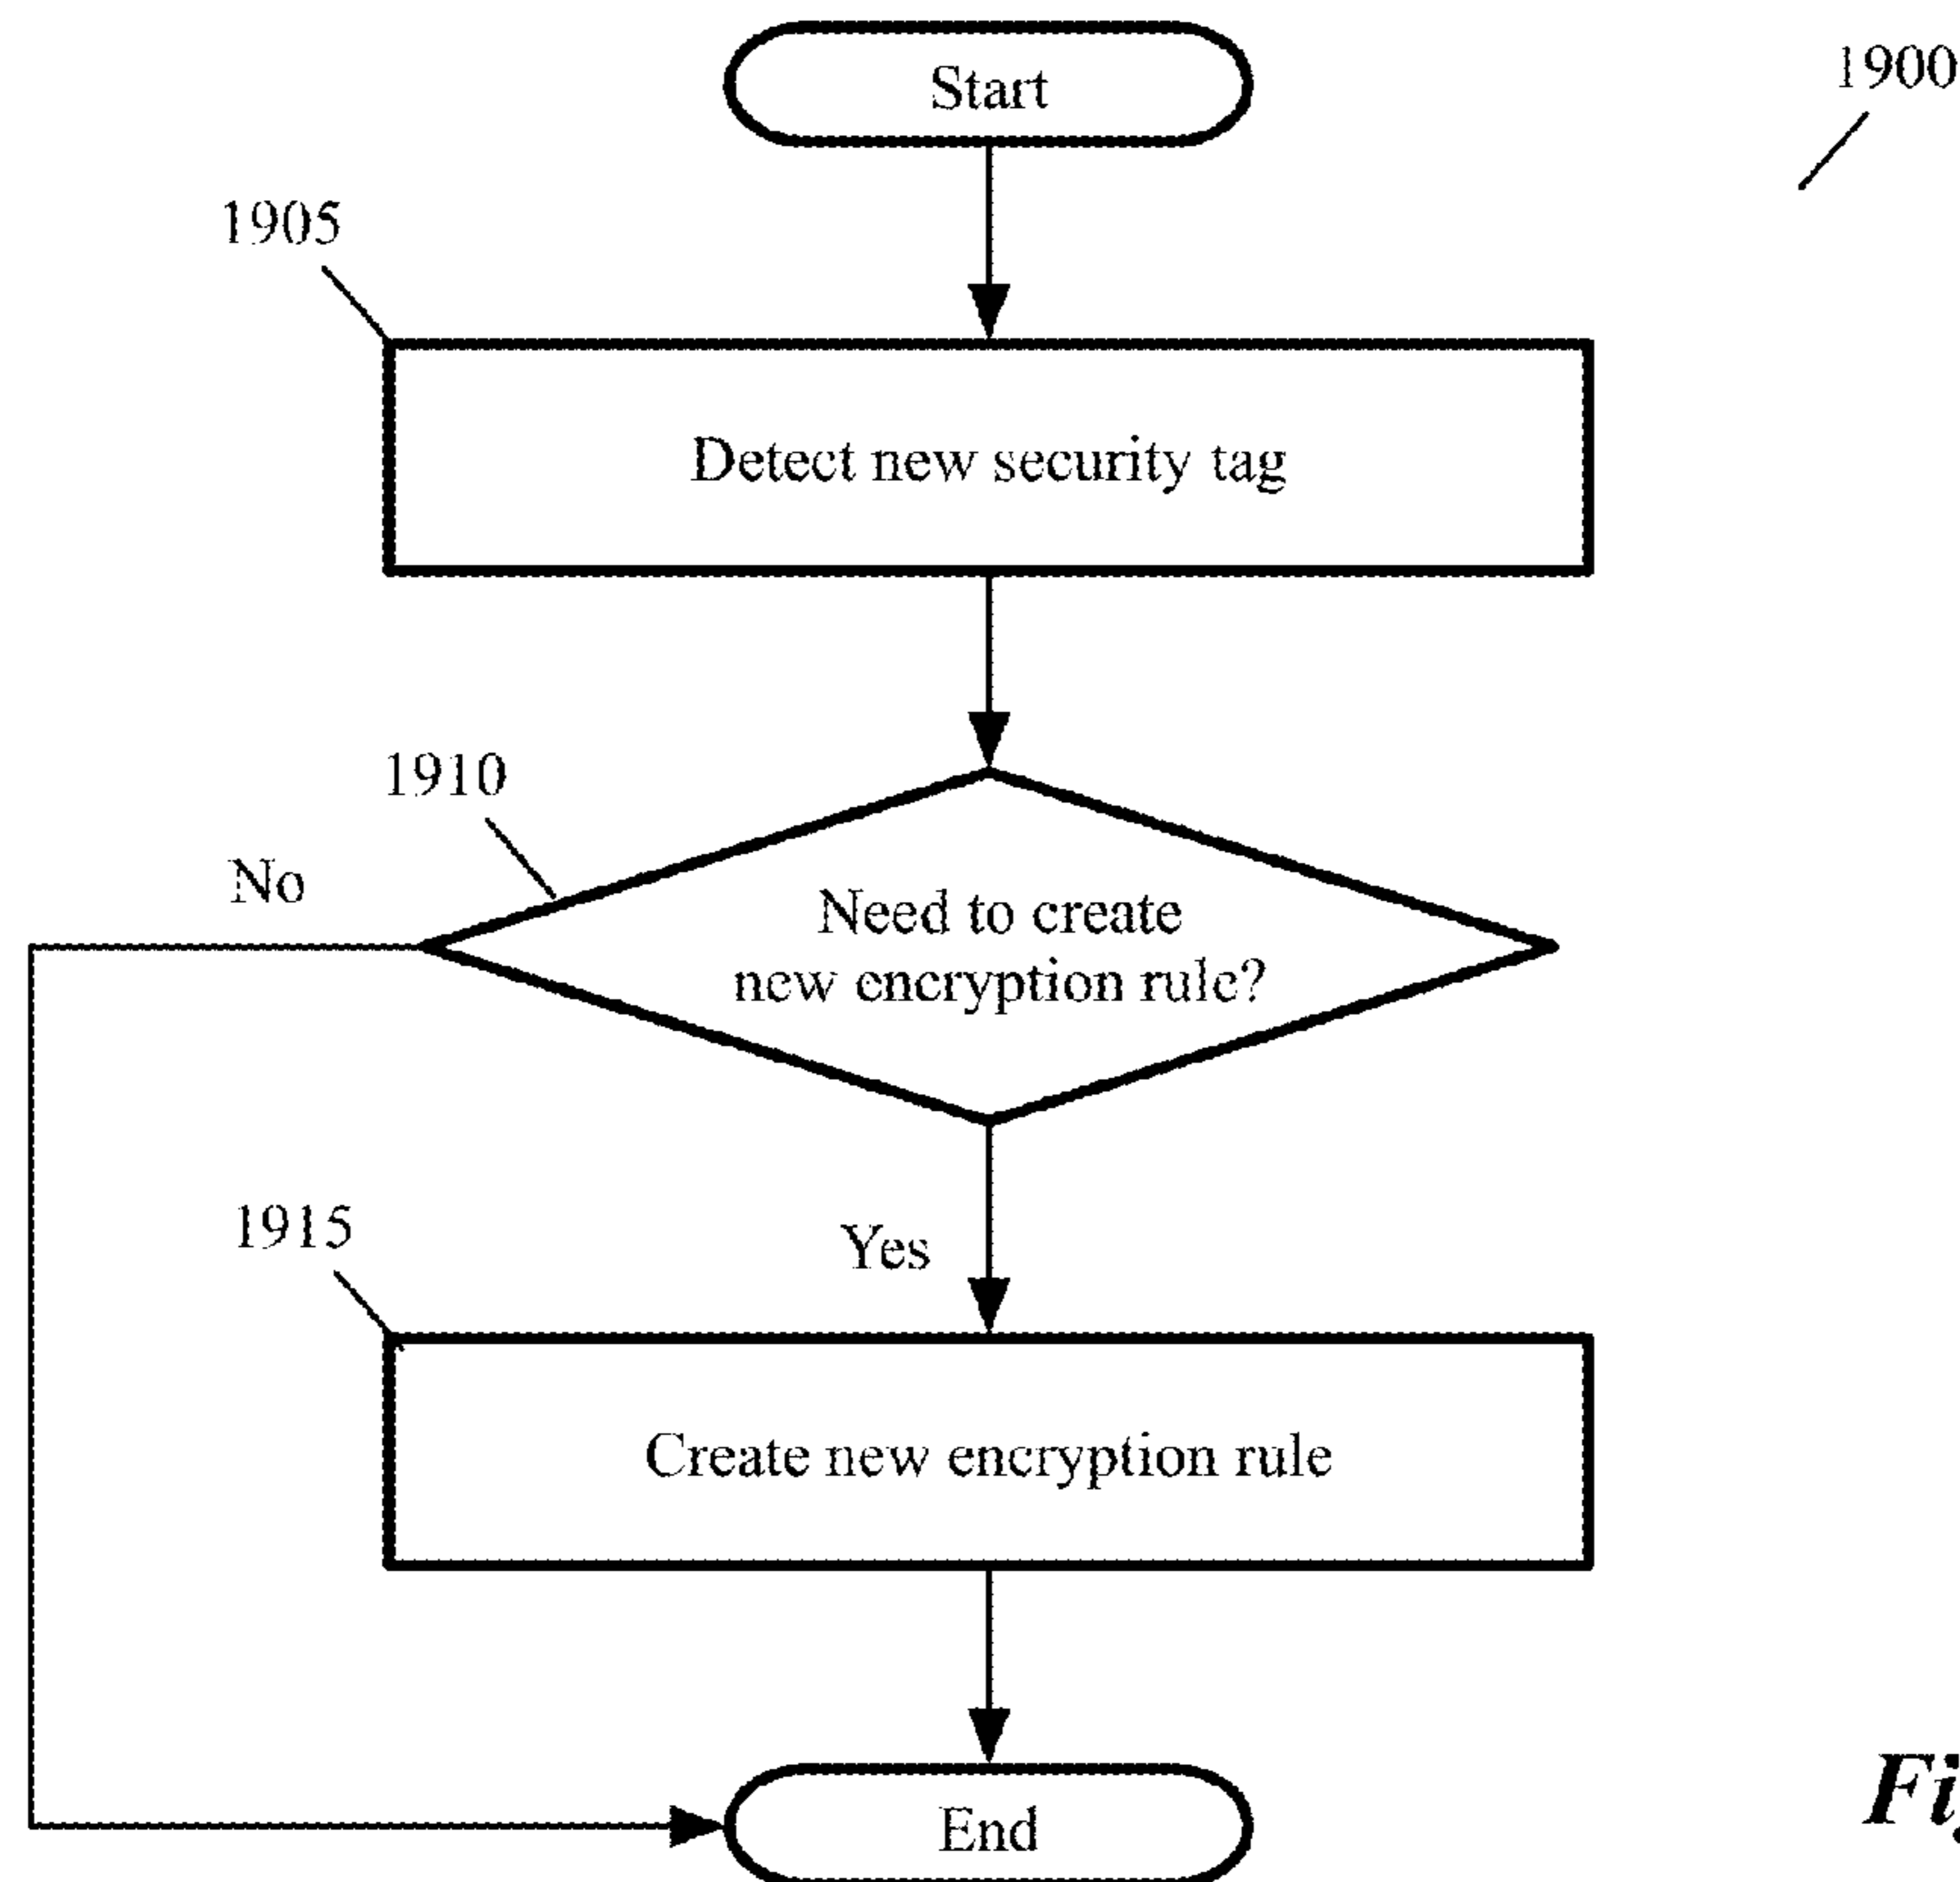 Start
1900
1905
Detect new security tag
1910
No
Need to create
new encryption rule?
1915
Yes
Create new encryption rule
End